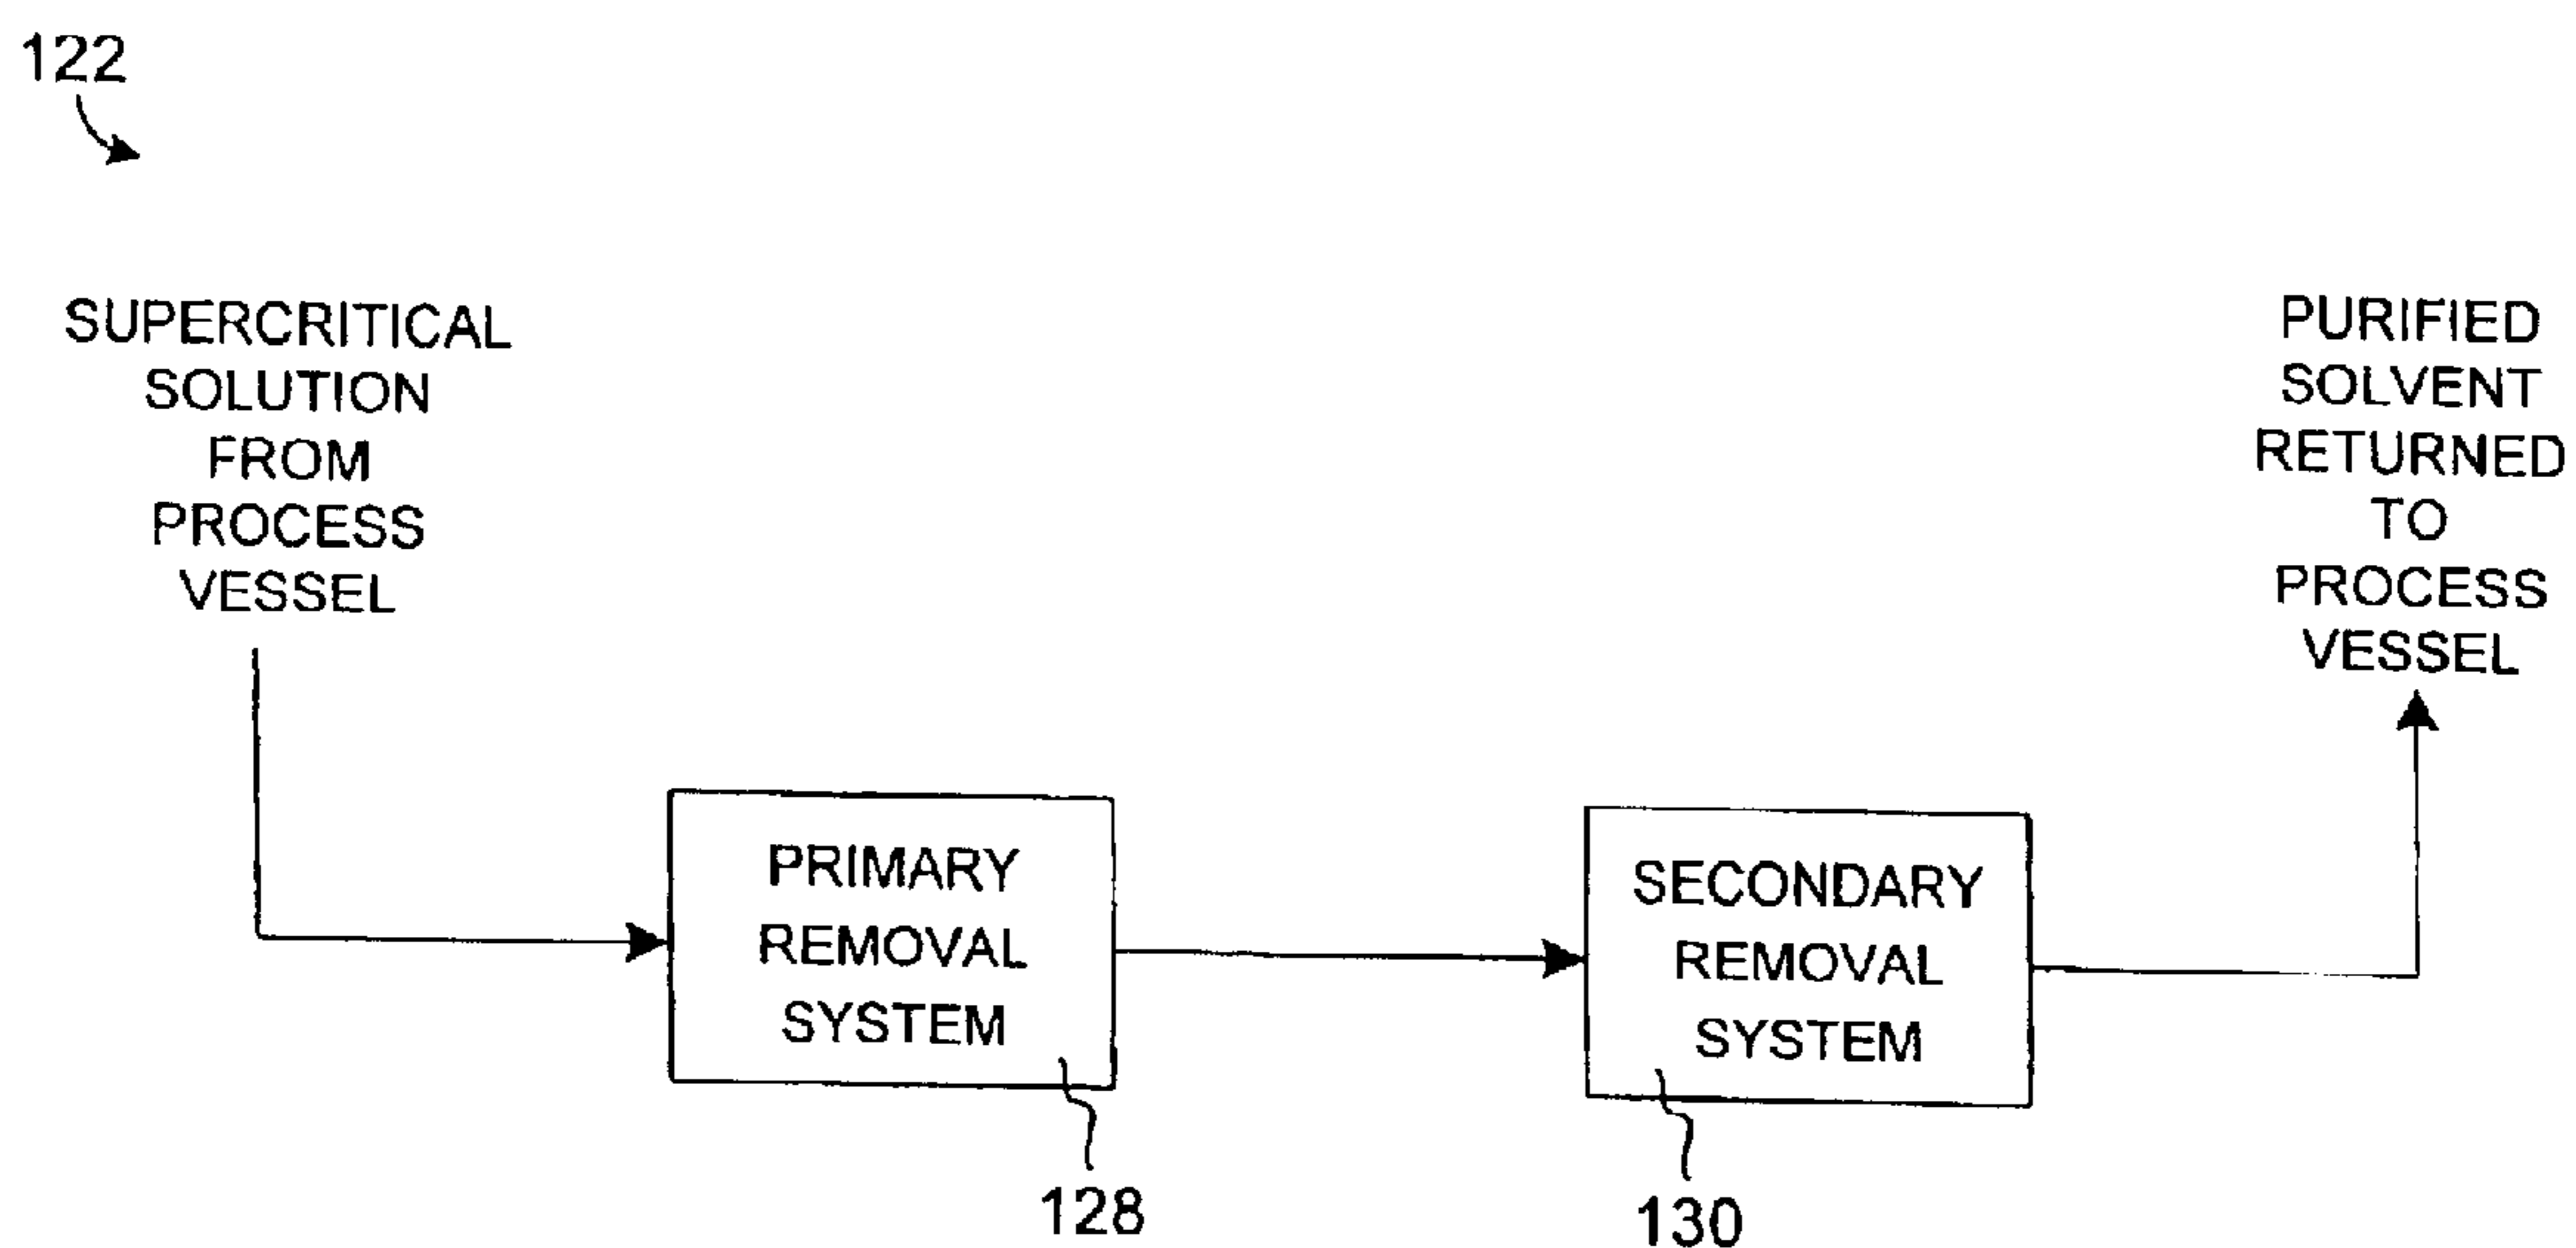 122
SUPERCRITICAL
SOLUTION
FROM
PROCESS
VESSEL
PURIFIED
SOLVENT
RETURNED
TO
PROCESS
VESSEL
PRIMARY
REMOVAL
SYSTEM
SECONDARY
REMOVAL
SYSTEM
128
130